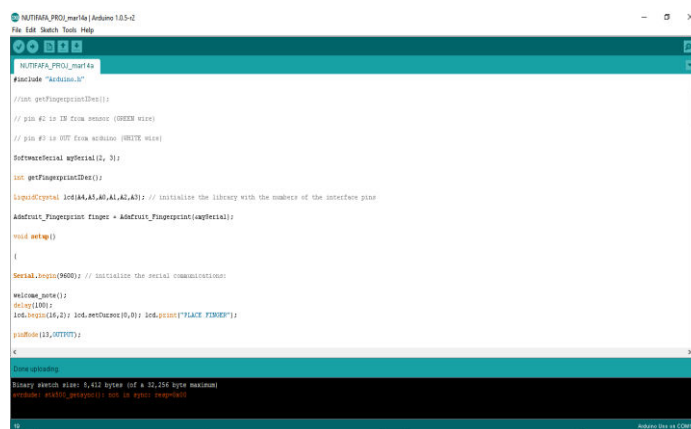 NUTIFAFA_PROJ_mar14a | Arduino 1.0.5-r2
File Edit Sketch Tools Help
NUTIFAFA_PROJ_mar14a
#include "Arduino.h"
//int getFingerprintIDez();
// pin #2 is IN from sensor (GREEN wire)
// pin #3 is OUT from arduino (WHITE wire)
SoftwareSerial mySerial(2, 3);
int getFingerprintIDez();
LiquidCrystal lcd(A4,A5,A0,A1,A2,A3); // initialize the library with the numbers of the interface pins
Adafruit_Fingerprint finger = Adafruit_Fingerprint(&mySerial);
void setup()
{
Serial.begin(9600); // initialize the serial communications:
welcome_note();
delay(100);
lcd.begin(16,2); lcd.setCursor(0,0); lcd.print("PLACE FINGER");
pinMode(13,OUTPUT);
Done uploading.
Binary sketch size: 8,412 bytes (of a 32,256 byte maximum)
avrdude: stk500_getsync(): not in sync: resp=0x00
19
Arduino Uno on